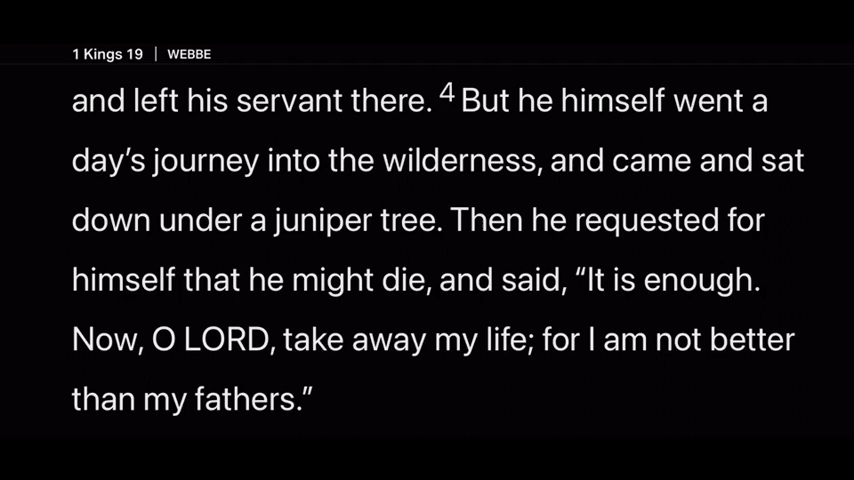 1 Kings 19 | WEBBE
and left his servant there. 4 But he himself went a
day’s journey into the wilderness, and came and sat
down under a juniper tree. Then he requested for
himself that he might die, and said, “It is enough.
Now, O LORD, take away my life; for I am not better
than my fathers.”